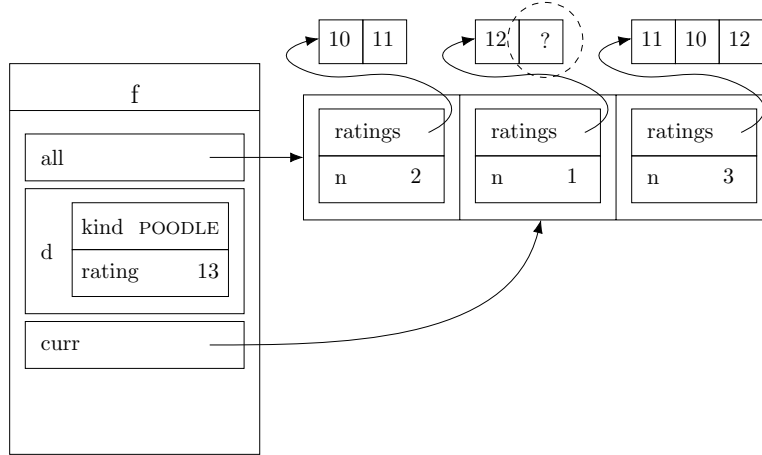 10 11
12 ?
11 10 12
f
ratings
n 2
ratings
n 1
ratings
n 3
all
d
kind POODLE
rating 13
curr